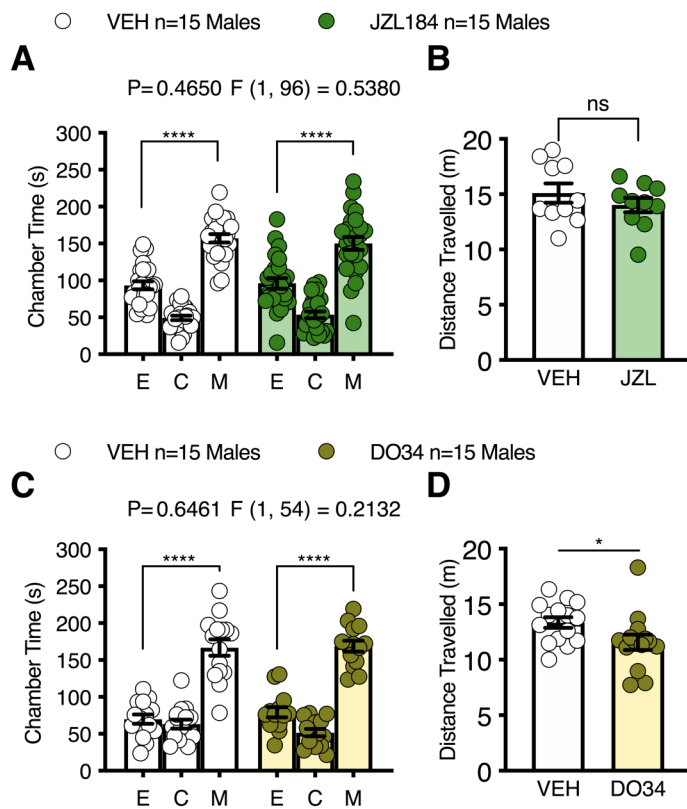 VEH n=15 Males JZL184 n=15 Males
A
P=0.4650 F (1, 96) = 0.5380
**** ****
Chamber Time (s)
300
250
200
150
100
50
0
E C M E C M
B
ns
Distance Travelled (m)
20
15
10
5
0
VEH JZL
VEH n=15 Males DO34 n=15 Males
C
P=0.6461 F (1, 54) = 0.2132
**** ****
Chamber Time (s)
300
250
200
150
100
50
0
E C M E C M
D
*
Distance Travelled (m)
20
15
10
5
0
VEH DO34